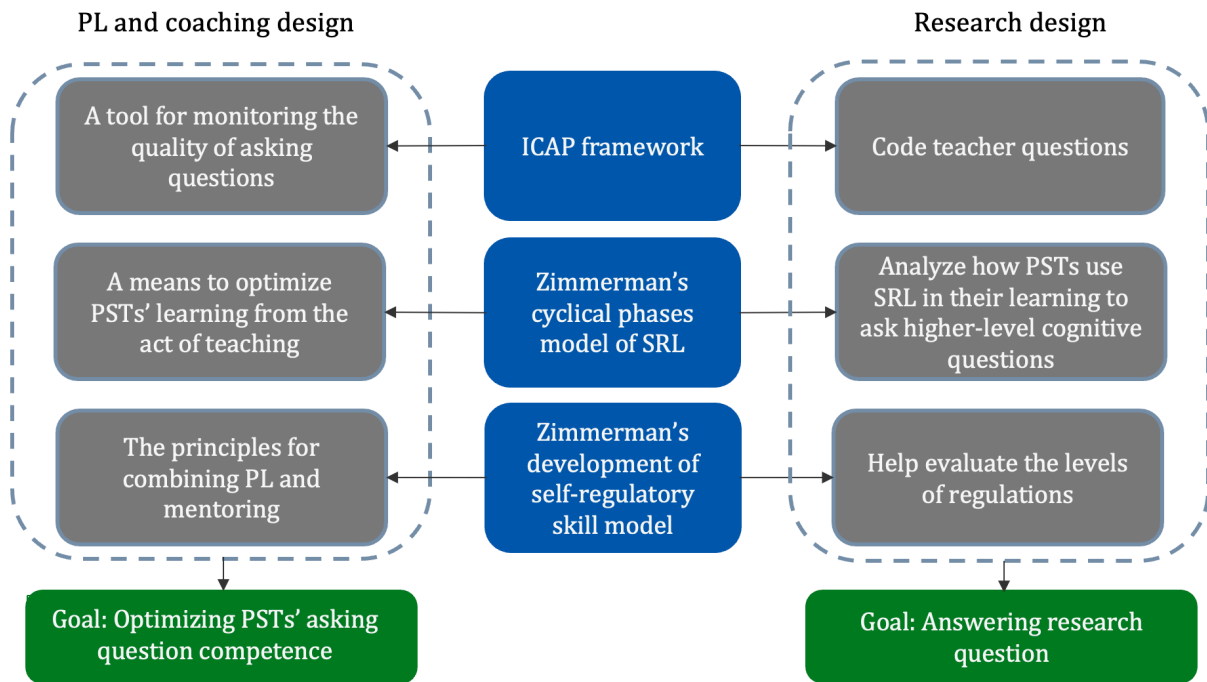 PL and coaching design
Research design
A tool for monitoring the
quality of asking
questions
ICAP framework
Code teacher questions
A means to optimize
PSTs’ learning from the
act of teaching
Zimmerman’s
cyclical phases
model of SRL
Analyze how PSTs use
SRL in their learning to
ask higher-level cognitive
questions
The principles for
combining PL and
mentoring
Zimmerman’s
development of
self-regulatory
skill model
Help evaluate the levels
of regulations
Goal: Optimizing PSTs’ asking
question competence
Goal: Answering research
question